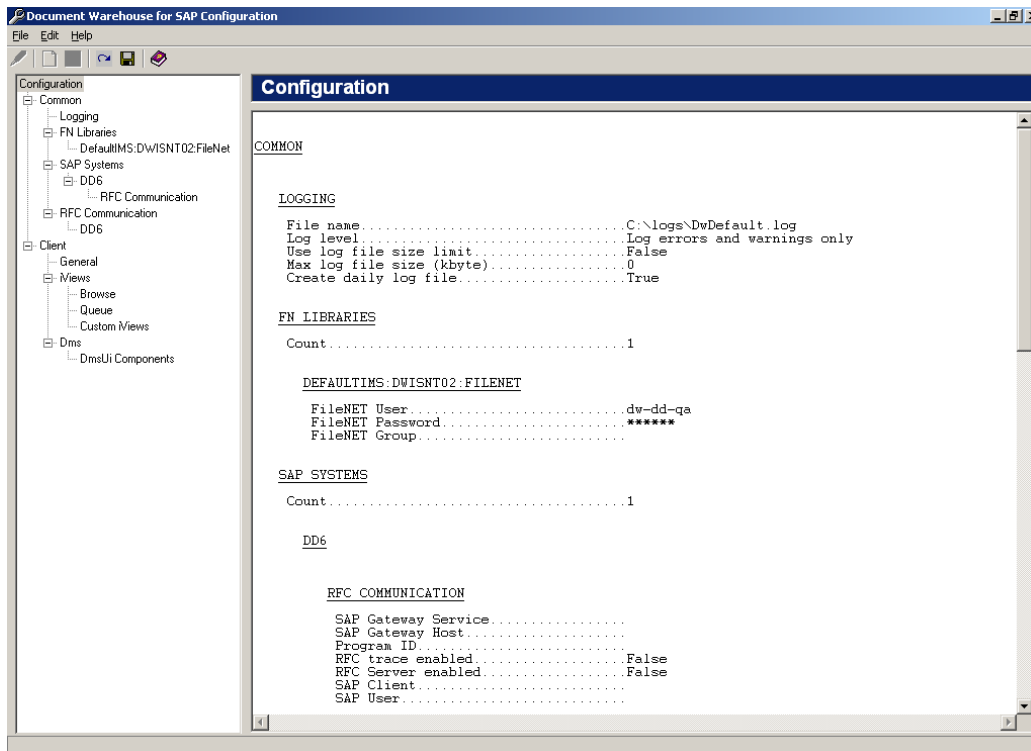 Document Warehouse for SAP Configuration
File Edit Help
Configuration
Common
Logging
FN Libraries
DefaultIMS:DWISNT02:FileNet
SAP Systems
DD6
RFC Communication
RFC Communication
DD6
Client
General
iViews
Browse
Queue
Custom iViews
Dms
DmsUi Components
Configuration
COMMON
LOGGING
File name................................C:\logs\DwDefault.log
Log level................................Log errors and warnings only
Use log file size limit..................False
Max log file size (kbyte)................0
Create daily log file....................True
FN LIBRARIES
Count....................................1
DEFAULTIMS:DWISNT02:FILENET
FileNET User..........................dw-dd-qa
FileNET Password......................******
FileNET Group.........................
SAP SYSTEMS
Count....................................1
DD6
RFC COMMUNICATION
SAP Gateway Service................
SAP Gateway Host...................
Program ID.........................
RFC trace enabled..................False
RFC Server enabled.................False
SAP Client.........................
SAP User...........................